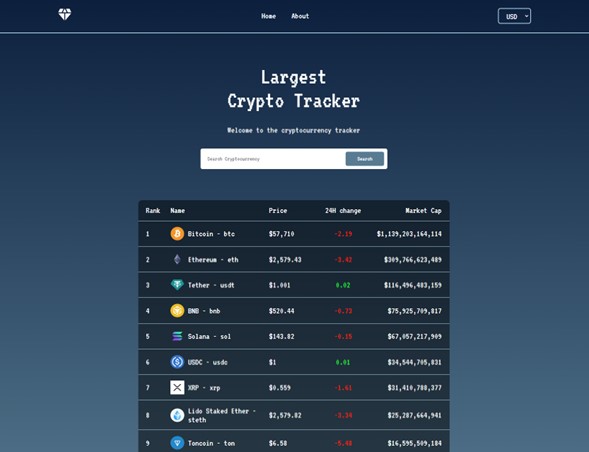 Home About USD
Largest
Crypto Tracker
Welcome to the cryptocurrency tracker
Search Cryptocurrency Search
Rank Name Price 24H change Market Cap
1 Bitcoin - btc $57,710 -2.19 $1,139,203,164,114
2 Ethereum - eth $2,579.43 -3.42 $309,766,623,489
3 Tether - usdt $1.001 0.02 $116,496,483,159
4 BNB - bnb $520.44 -0.73 $75,925,709,817
5 Solana - sol $143.82 -0.15 $67,057,217,909
6 USDC - usdc $1 0.01 $34,544,705,831
7 XRP - xrp $0.559 -1.61 $31,410,788,377
8 Lido Staked Ether - steth $2,579.82 -3.34 $25,287,664,941
9 Toncoin - ton $6.58 -5.48 $16,595,509,184